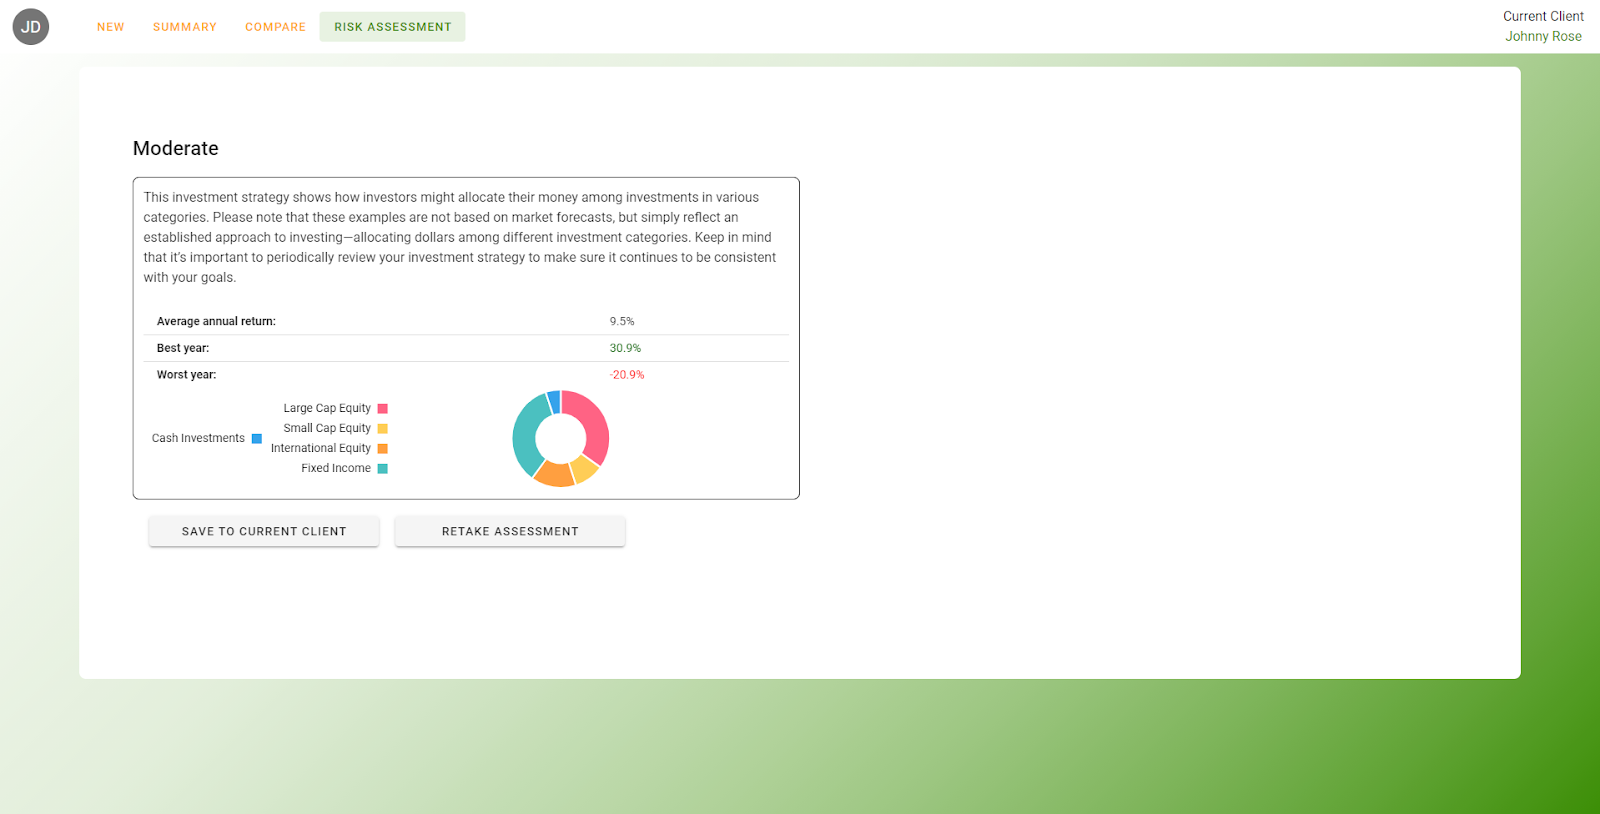 JD
NEW
SUMMARY
COMPARE
RISK ASSESSMENT
Current Client
Johnny Rose
Moderate
This investment strategy shows how investors might allocate their money among investments in various
categories. Please note that these examples are not based on market forecasts, but simply reflect an
established approach to investing—allocating dollars among different investment categories. Keep in mind
that it’s important to periodically review your investment strategy to make sure it continues to be consistent
with your goals.
Average annual return: 9.5%
Best year: 30.9%
Worst year: -20.9%
Large Cap Equity
Small Cap Equity
Cash Investments
International Equity
Fixed Income
SAVE TO CURRENT CLIENT
RETAKE ASSESSMENT